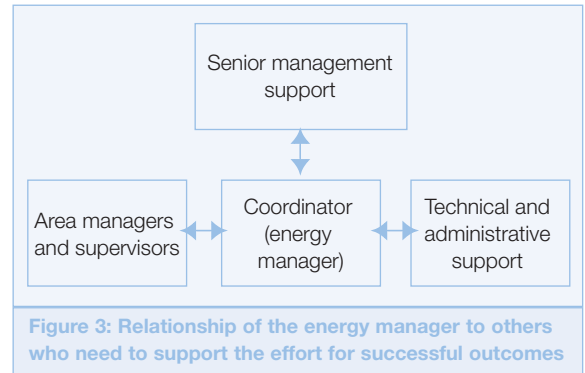 Senior management
support
Area managers
and supervisors
Coordinator
(energy
manager)
Technical and
administrative
support
Figure 3: Relationship of the energy manager to others
who need to support the effort for successful outcomes